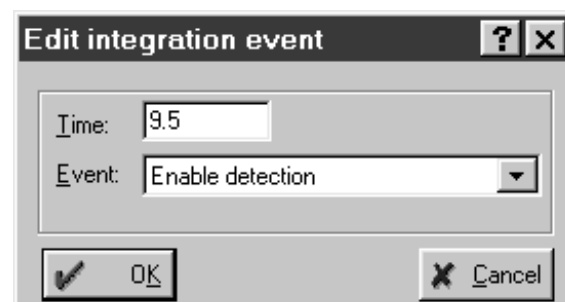 Edit integration event ? ×
Time: 9.5
Event: Enable detection
OK Cancel